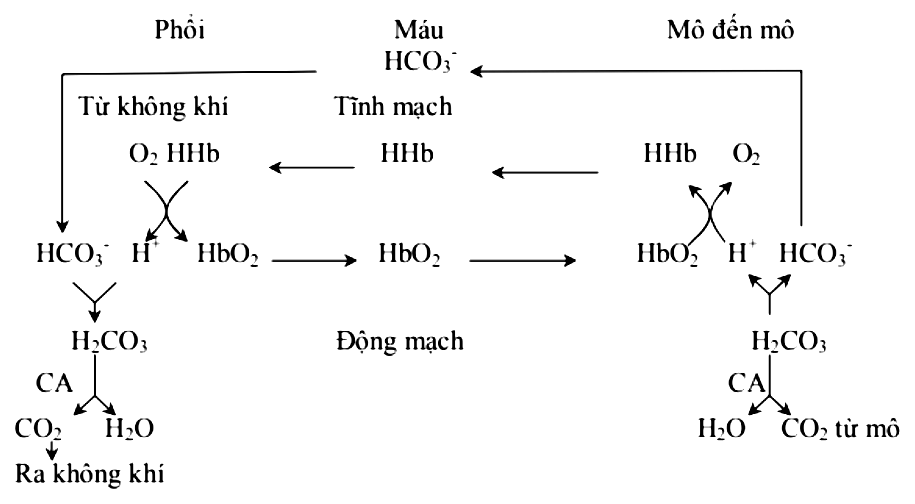 Phổi Máu Mô đến mô
HCO₃⁻
Từ không khí Tĩnh mạch
O₂ HHb HHb HHb O₂
HCO₃⁻ H⁺ HbO₂ HbO₂ HbO₂ H⁺ HCO₃⁻
H₂CO₃ Động mạch H₂CO₃
CA CA
CO₂ H₂O H₂O CO₂ từ mô
Ra không khí